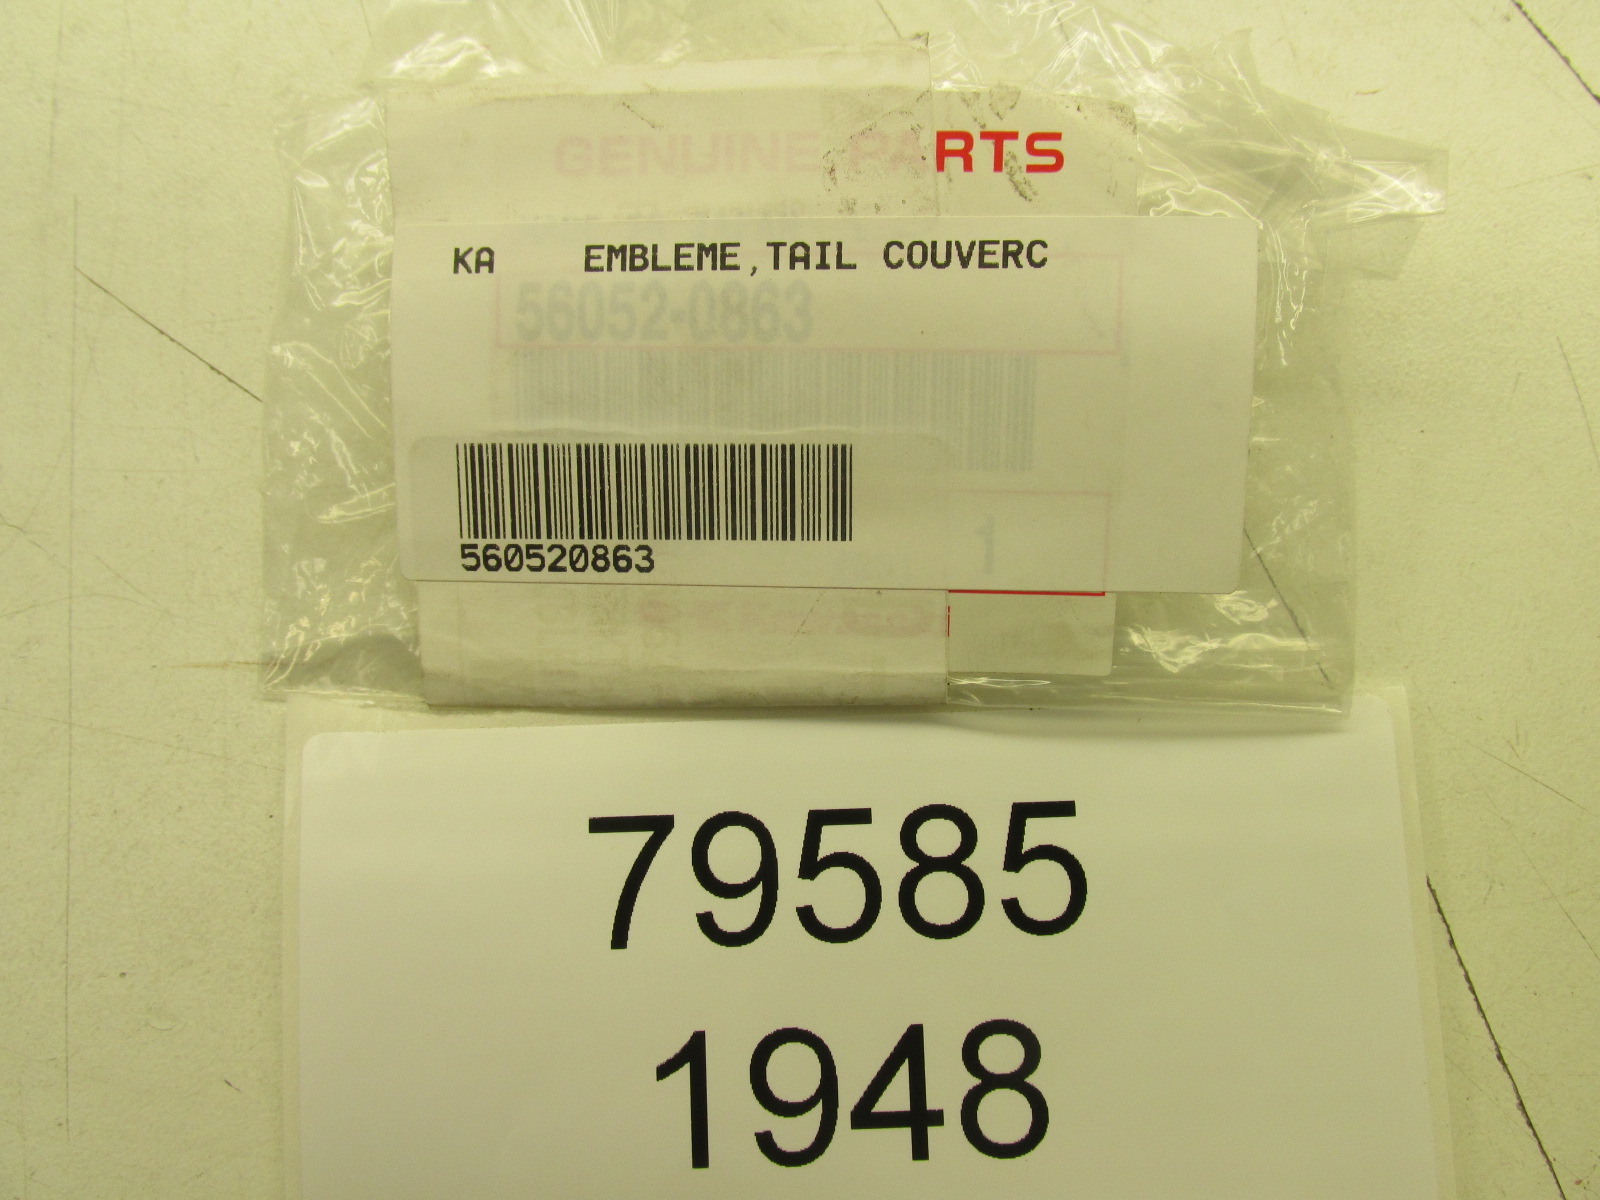 GENUINE PARTS
KA EMBLEME,TAIL COUVERC
56052-0863
560520863
1
79585
1948